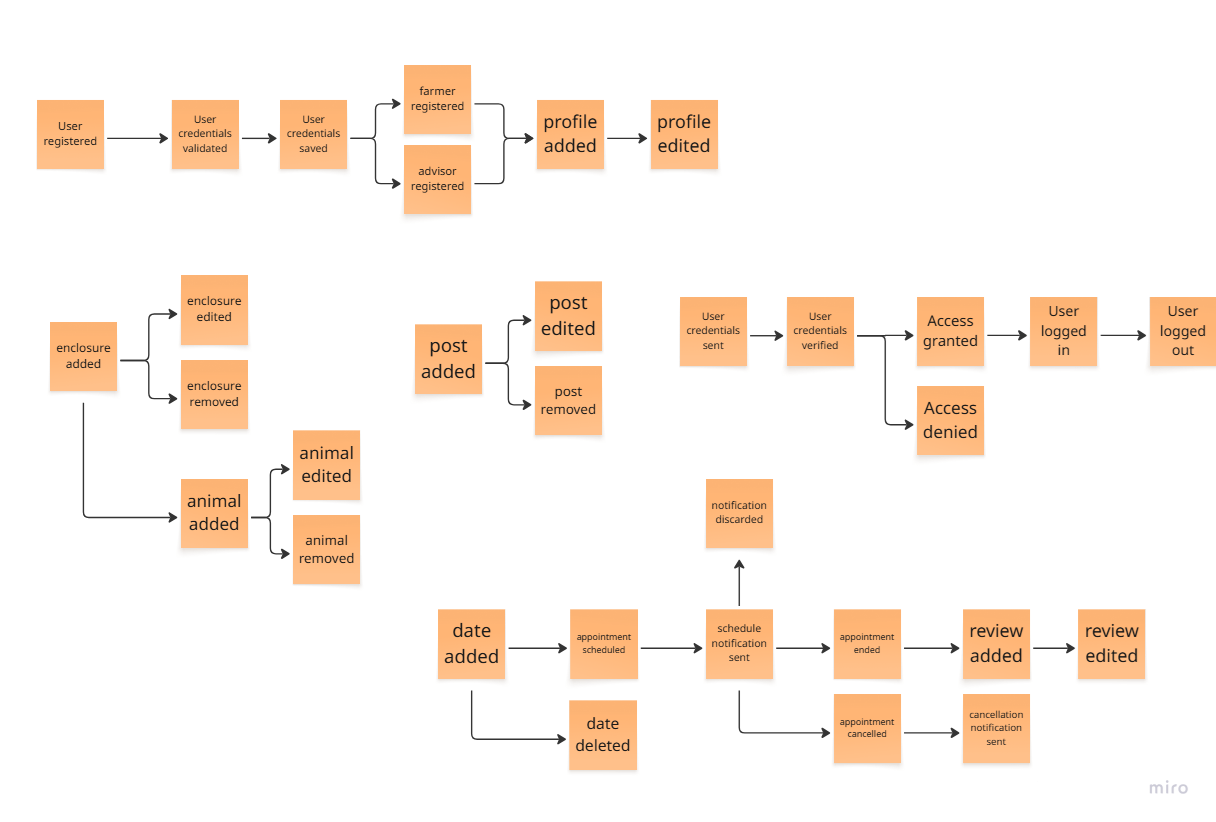 User
registered
User
credentials
validated
User
credentials
saved
farmer
registered
advisor
registered
profile
added
profile
edited
enclosure
added
enclosure
edited
enclosure
removed
animal
added
animal
edited
animal
removed
post
added
post
edited
post
removed
User
credentials
sent
User
credentials
verified
Access
granted
User
logged
in
User
logged
out
Access
denied
notification
discarded
date
added
appointment
scheduled
schedule
notification
sent
appointment
ended
review
added
review
edited
date
deleted
appointment
cancelled
cancellation
notification
sent
miro